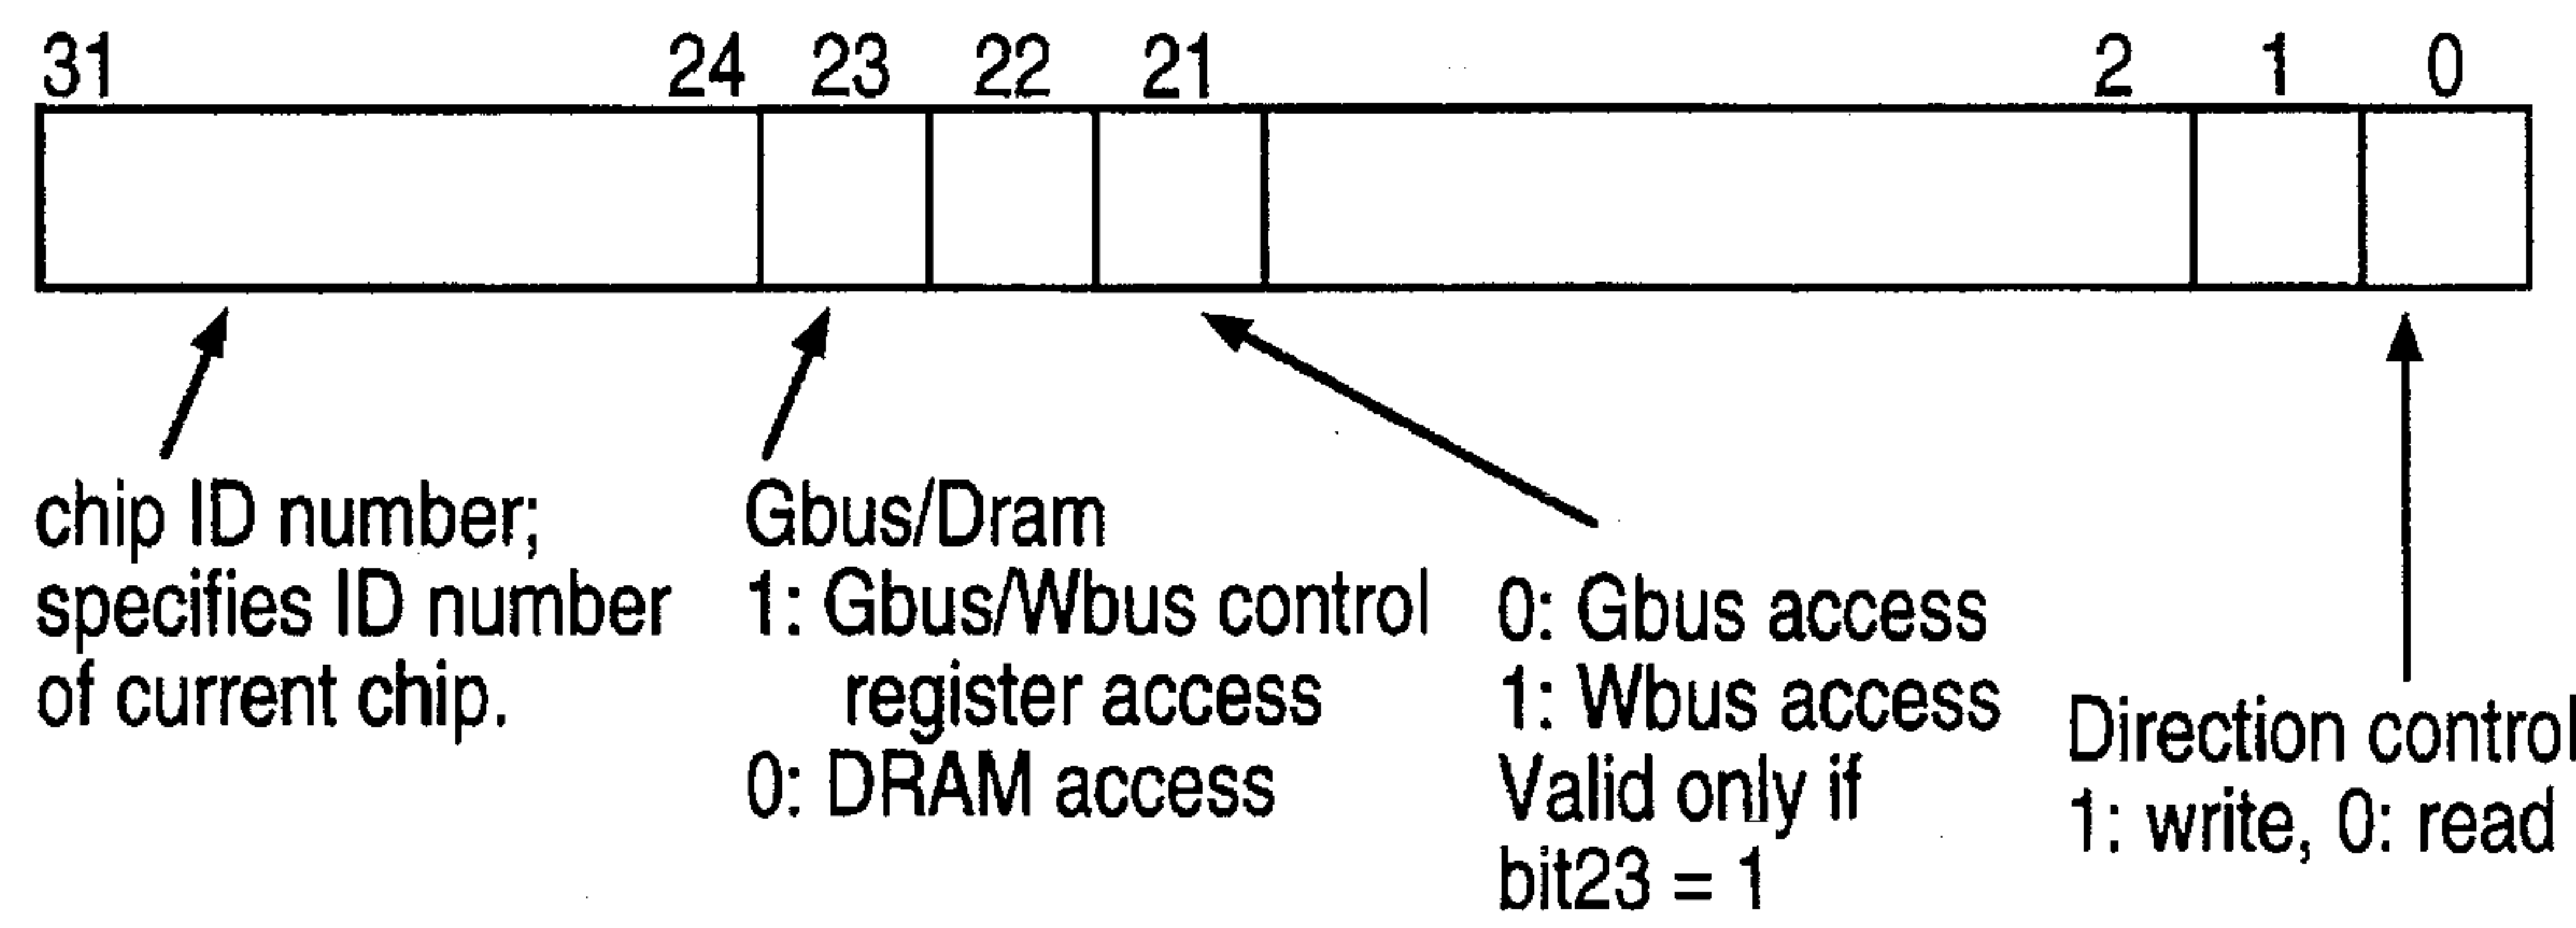 31 24 23 22 21 2 1 0
chip ID number;
specifies ID number
of current chip.
Gbus/Dram
1: Gbus/Wbus control
register access
0: DRAM access
0: Gbus access
1: Wbus access
Valid only if
bit23 = 1
Direction control
1: write, 0: read